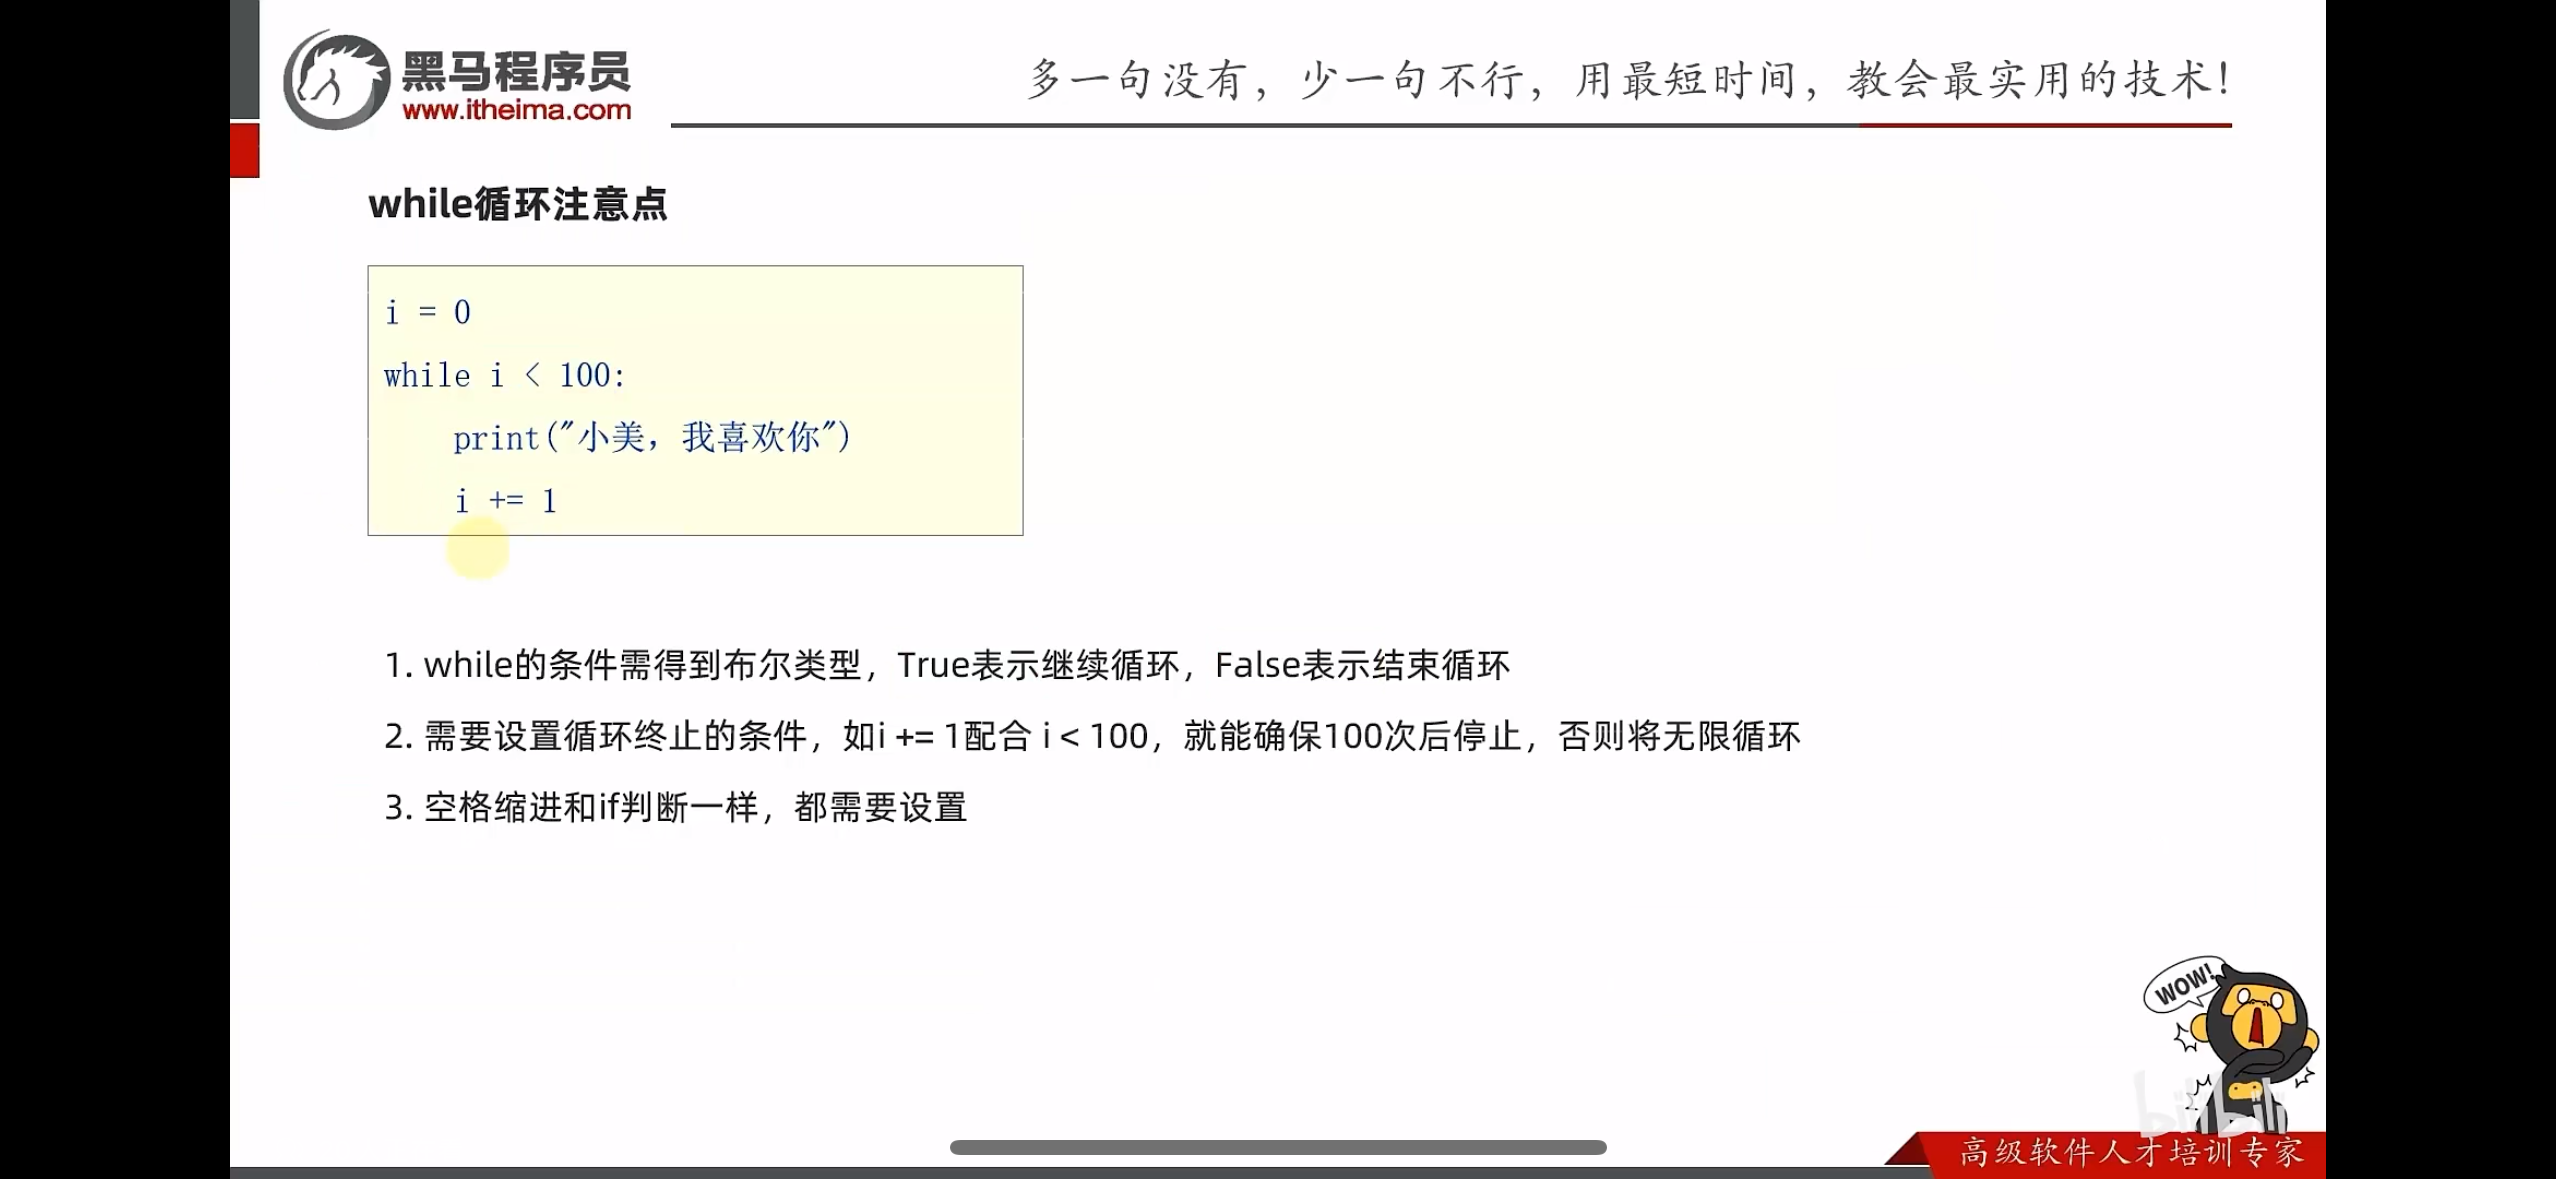 黑马程序员
www.itheima.com
多一句没有，少一句不行，用最短时间，教会最实用的技术！
while循环注意点
i = 0
while i < 100:
    print("小美，我喜欢你")
    i += 1
1. while的条件需得到布尔类型，True表示继续循环，False表示结束循环
2. 需要设置循环终止的条件，如i += 1配合 i < 100，就能确保100次后停止，否则将无限循环
3. 空格缩进和if判断一样，都需要设置
WOW!
bilibili
高级软件人才培训专家